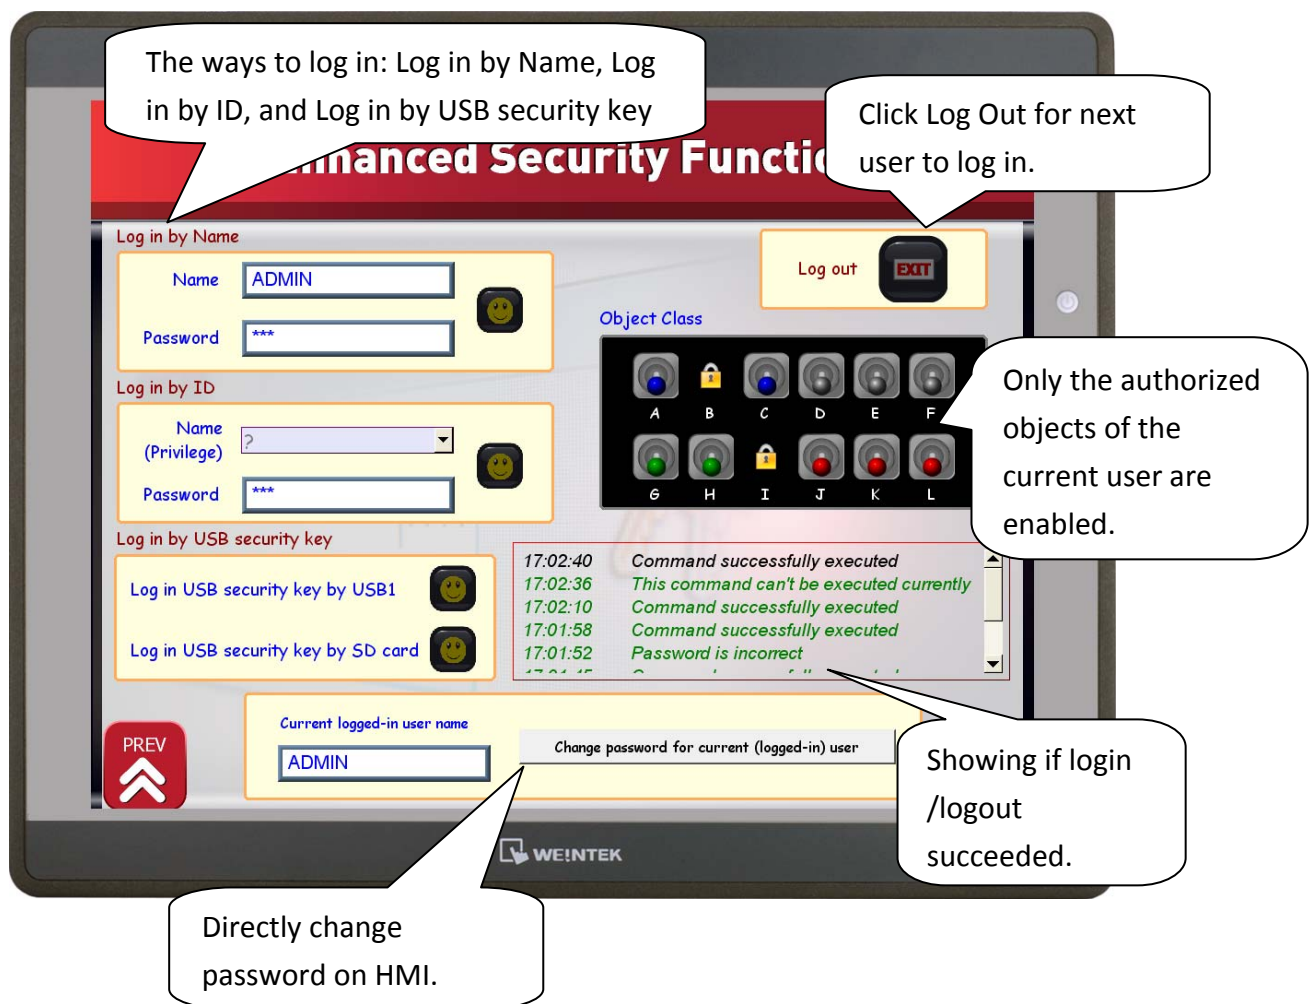 The ways to log in: Log in by Name, Log
in by ID, and Log in by USB security key
Click Log Out for next
user to log in.
Security
Log in by Name
Name ADMIN
Password ***
Log out EXIT
Object Class
A B C D E F
G H I J K L
Only the authorized
objects of the
current user are
enabled.
Log in by ID
Name
(Privilege) ?
Password ***
Log in by USB security key
Log in USB security key by USB1
Log in USB security key by SD card
17:02:40 Command successfully executed
17:02:36 This command can't be executed currently
17:02:10 Command successfully executed
17:01:58 Command successfully executed
17:01:52 Password is incorrect
PREV
Current logged-in user name
ADMIN
Change password for current (logged-in) user
Showing if login
/logout
succeeded.
WEINTEK
Directly change
password on HMI.